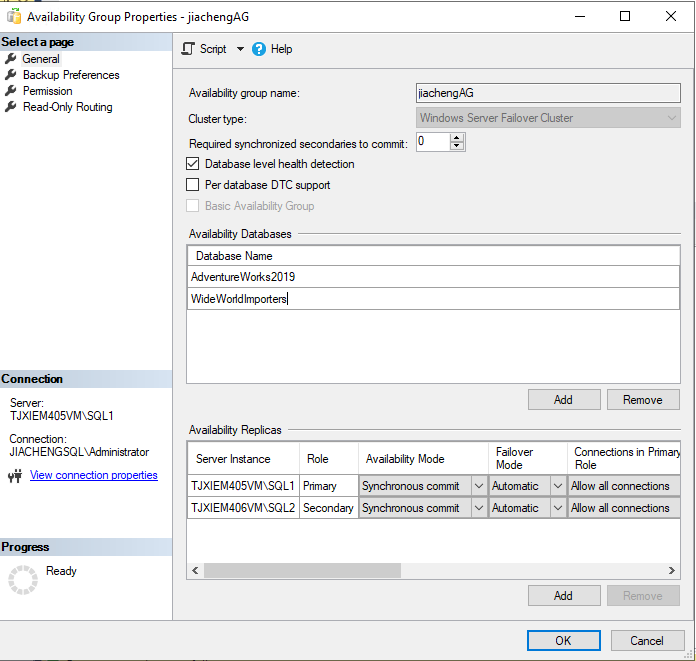 Availability Group Properties - jiachengAG
Select a page
General
Backup Preferences
Permission
Read-Only Routing
Script
Help
Availability group name: jiachengAG
Cluster type: Windows Server Failover Cluster
Required synchronized secondaries to commit: 0
Database level health detection
Per database DTC support
Basic Availability Group
Availability Databases
Database Name
AdventureWorks2019
WideWorldImporters
Add Remove
Connection
Server:
TJXIEM405VM\SQL1
Connection:
JIACHENGSQL\Administrator
View connection properties
Availability Replicas
Server Instance Role Availability Mode Failover Mode Connections in Primary Role
TJXIEM405VM\SQL1 Primary Synchronous commit Automatic Allow all connections
TJXIEM406VM\SQL2 Secondary Synchronous commit Automatic Allow all connections
Add Remove
Progress
Ready
OK Cancel